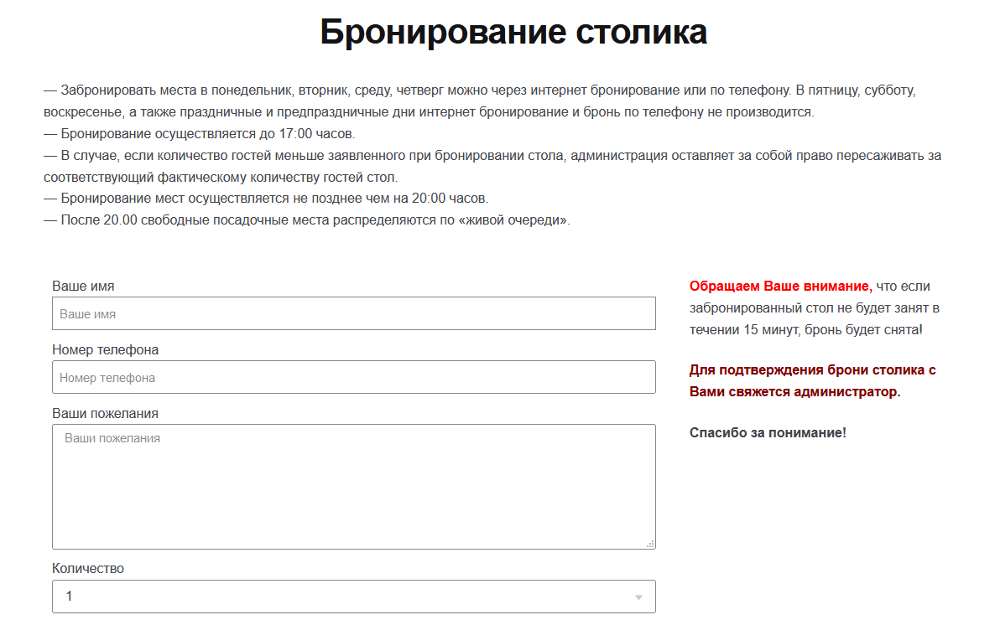 Бронирование столика
— Забронировать места в понедельник, вторник, среду, четверг можно через интернет бронирование или по телефону. В пятницу, субботу,
воскресенье, а также праздничные и предпраздничные дни интернет бронирование и бронь по телефону не производится.
— Бронирование осуществляется до 17:00 часов.
— В случае, если количество гостей меньше заявленного при бронировании стола, администрация оставляет за собой право пересаживать за
соответствующий фактическому количеству гостей стол.
— Бронирование мест осуществляется не позднее чем на 20:00 часов.
— После 20.00 свободные посадочные места распределяются по «живой очереди».
Ваше имя
Ваше имя
Номер телефона
Номер телефона
Ваши пожелания
Ваши пожелания
Количество
1
Обращаем Ваше внимание, что если
забронированный стол не будет занят в
течении 15 минут, бронь будет снята!
Для подтверждения брони столика с
Вами свяжется администратор.
Спасибо за понимание!